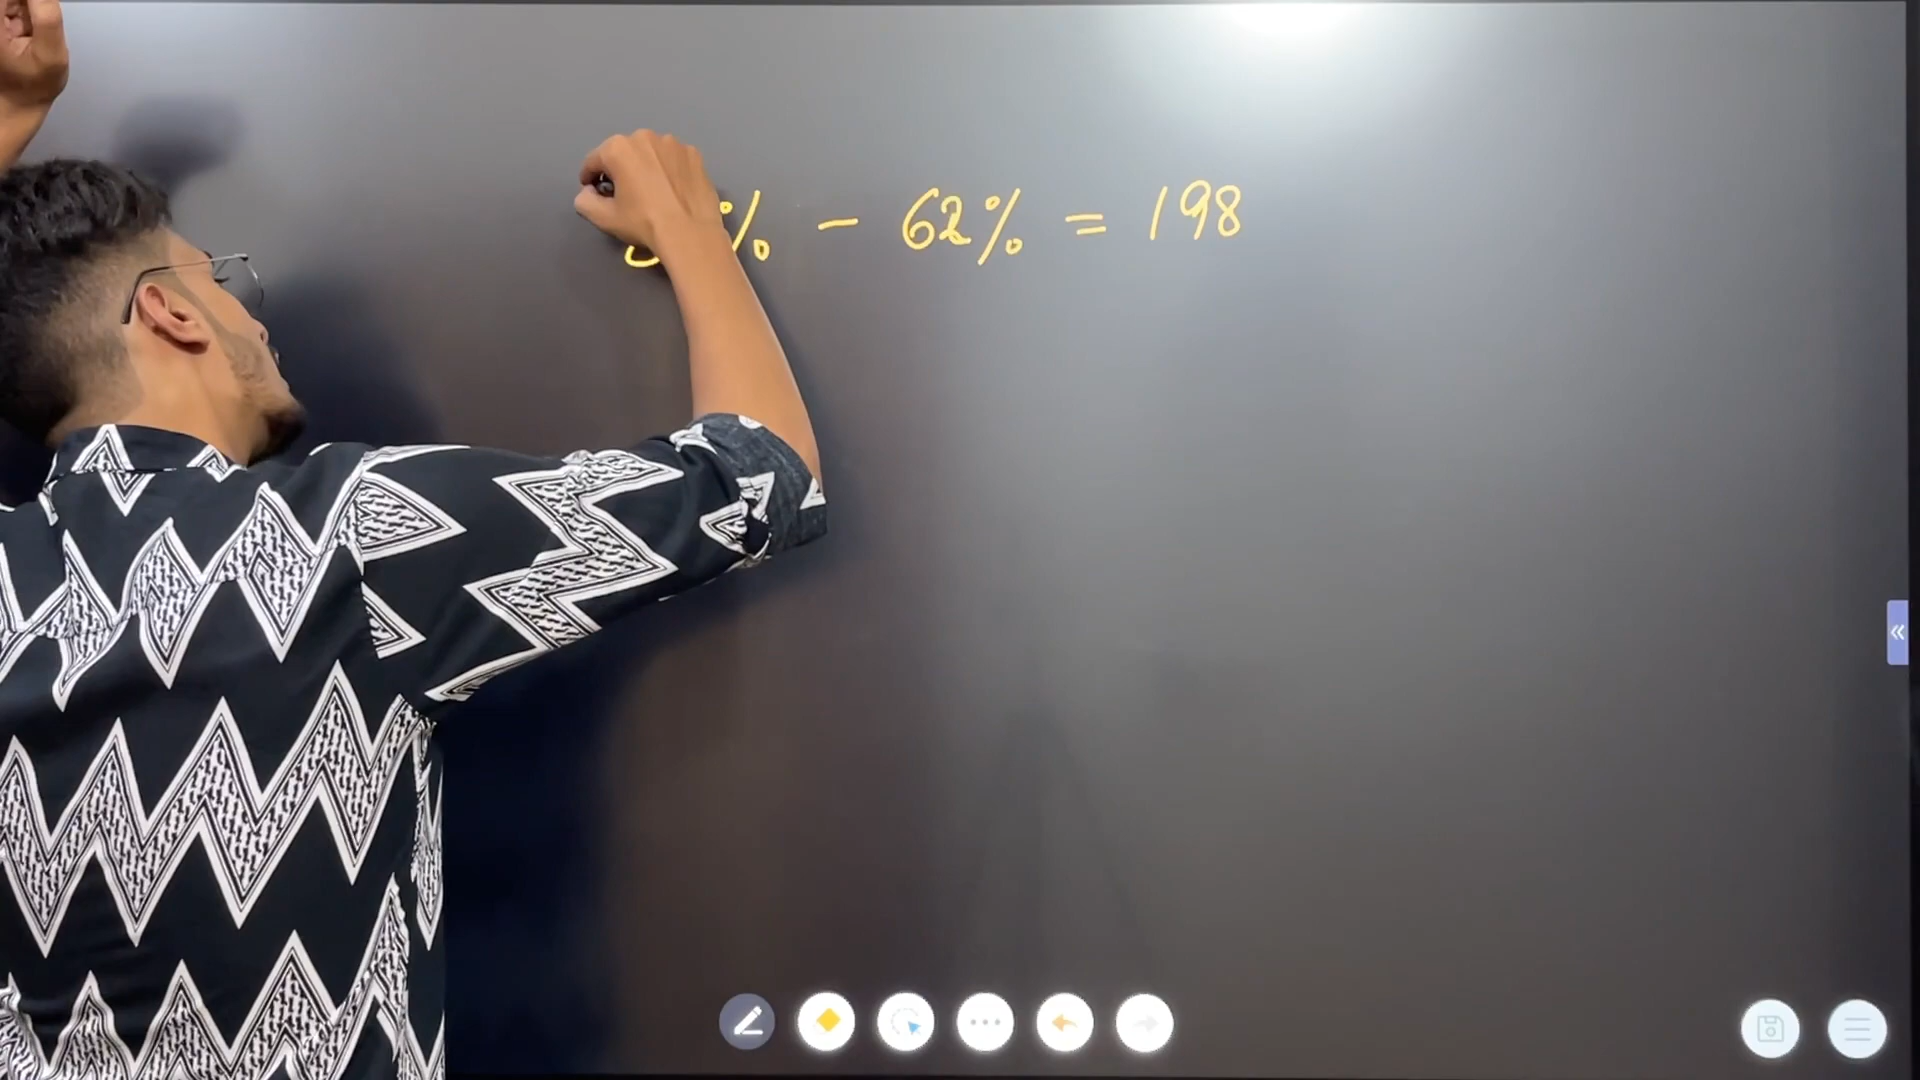 % - 62% = 198